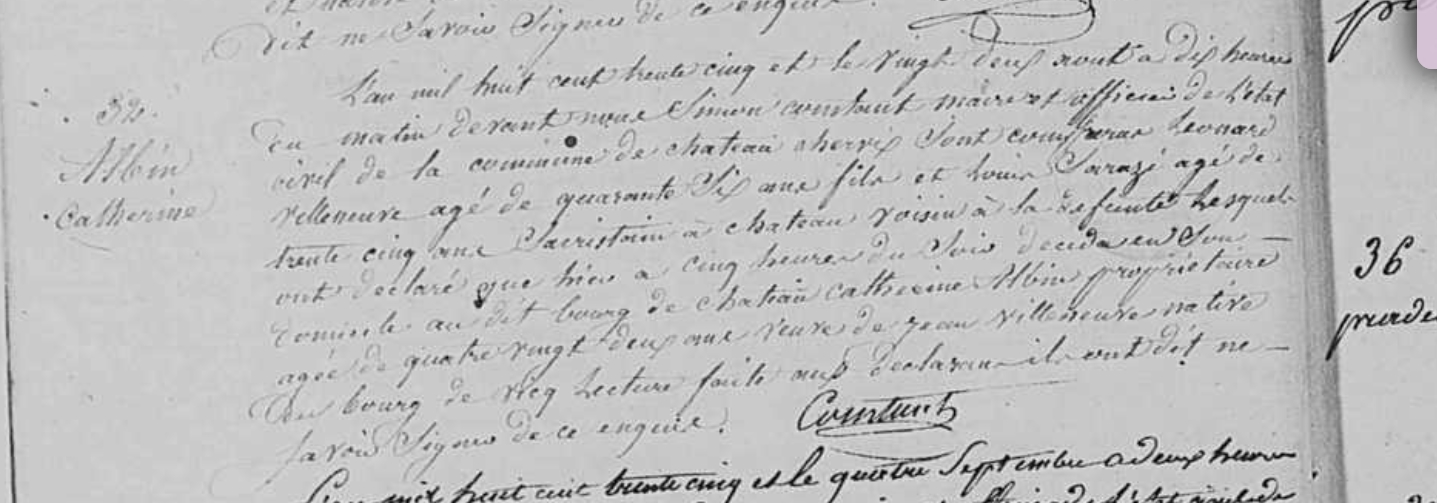 dit ne Savoir Signer de ce enquis.
32.
Albin
Catherine
L'an mil huit cent trente cinq et le vingt deux aout a dix heures
du matin devant nous Simon Constant maire et officier de L'état
civil de la commune de chateau chervix Sont comparus Leonard
villeneuve agé de quarante Six ans fils et Louis Sarazi agé de
trente cinq ans Sacristain a chateau voisin à la defunte Lesquels
ont declaré que hier a cinq heures du Soir decedа en Son
domicile au dit bourg de chateau catherine Albin propriétaire
agée de quatre vingt deux ans veuve de jean villeneuve native
du bourg de vicq Lecture faite aux declarans ils ont dit ne
Savoir Signer de ce enquis.
Constant
L'an mil huit cent trente cinq et le quatre Septembre a deux heures
36